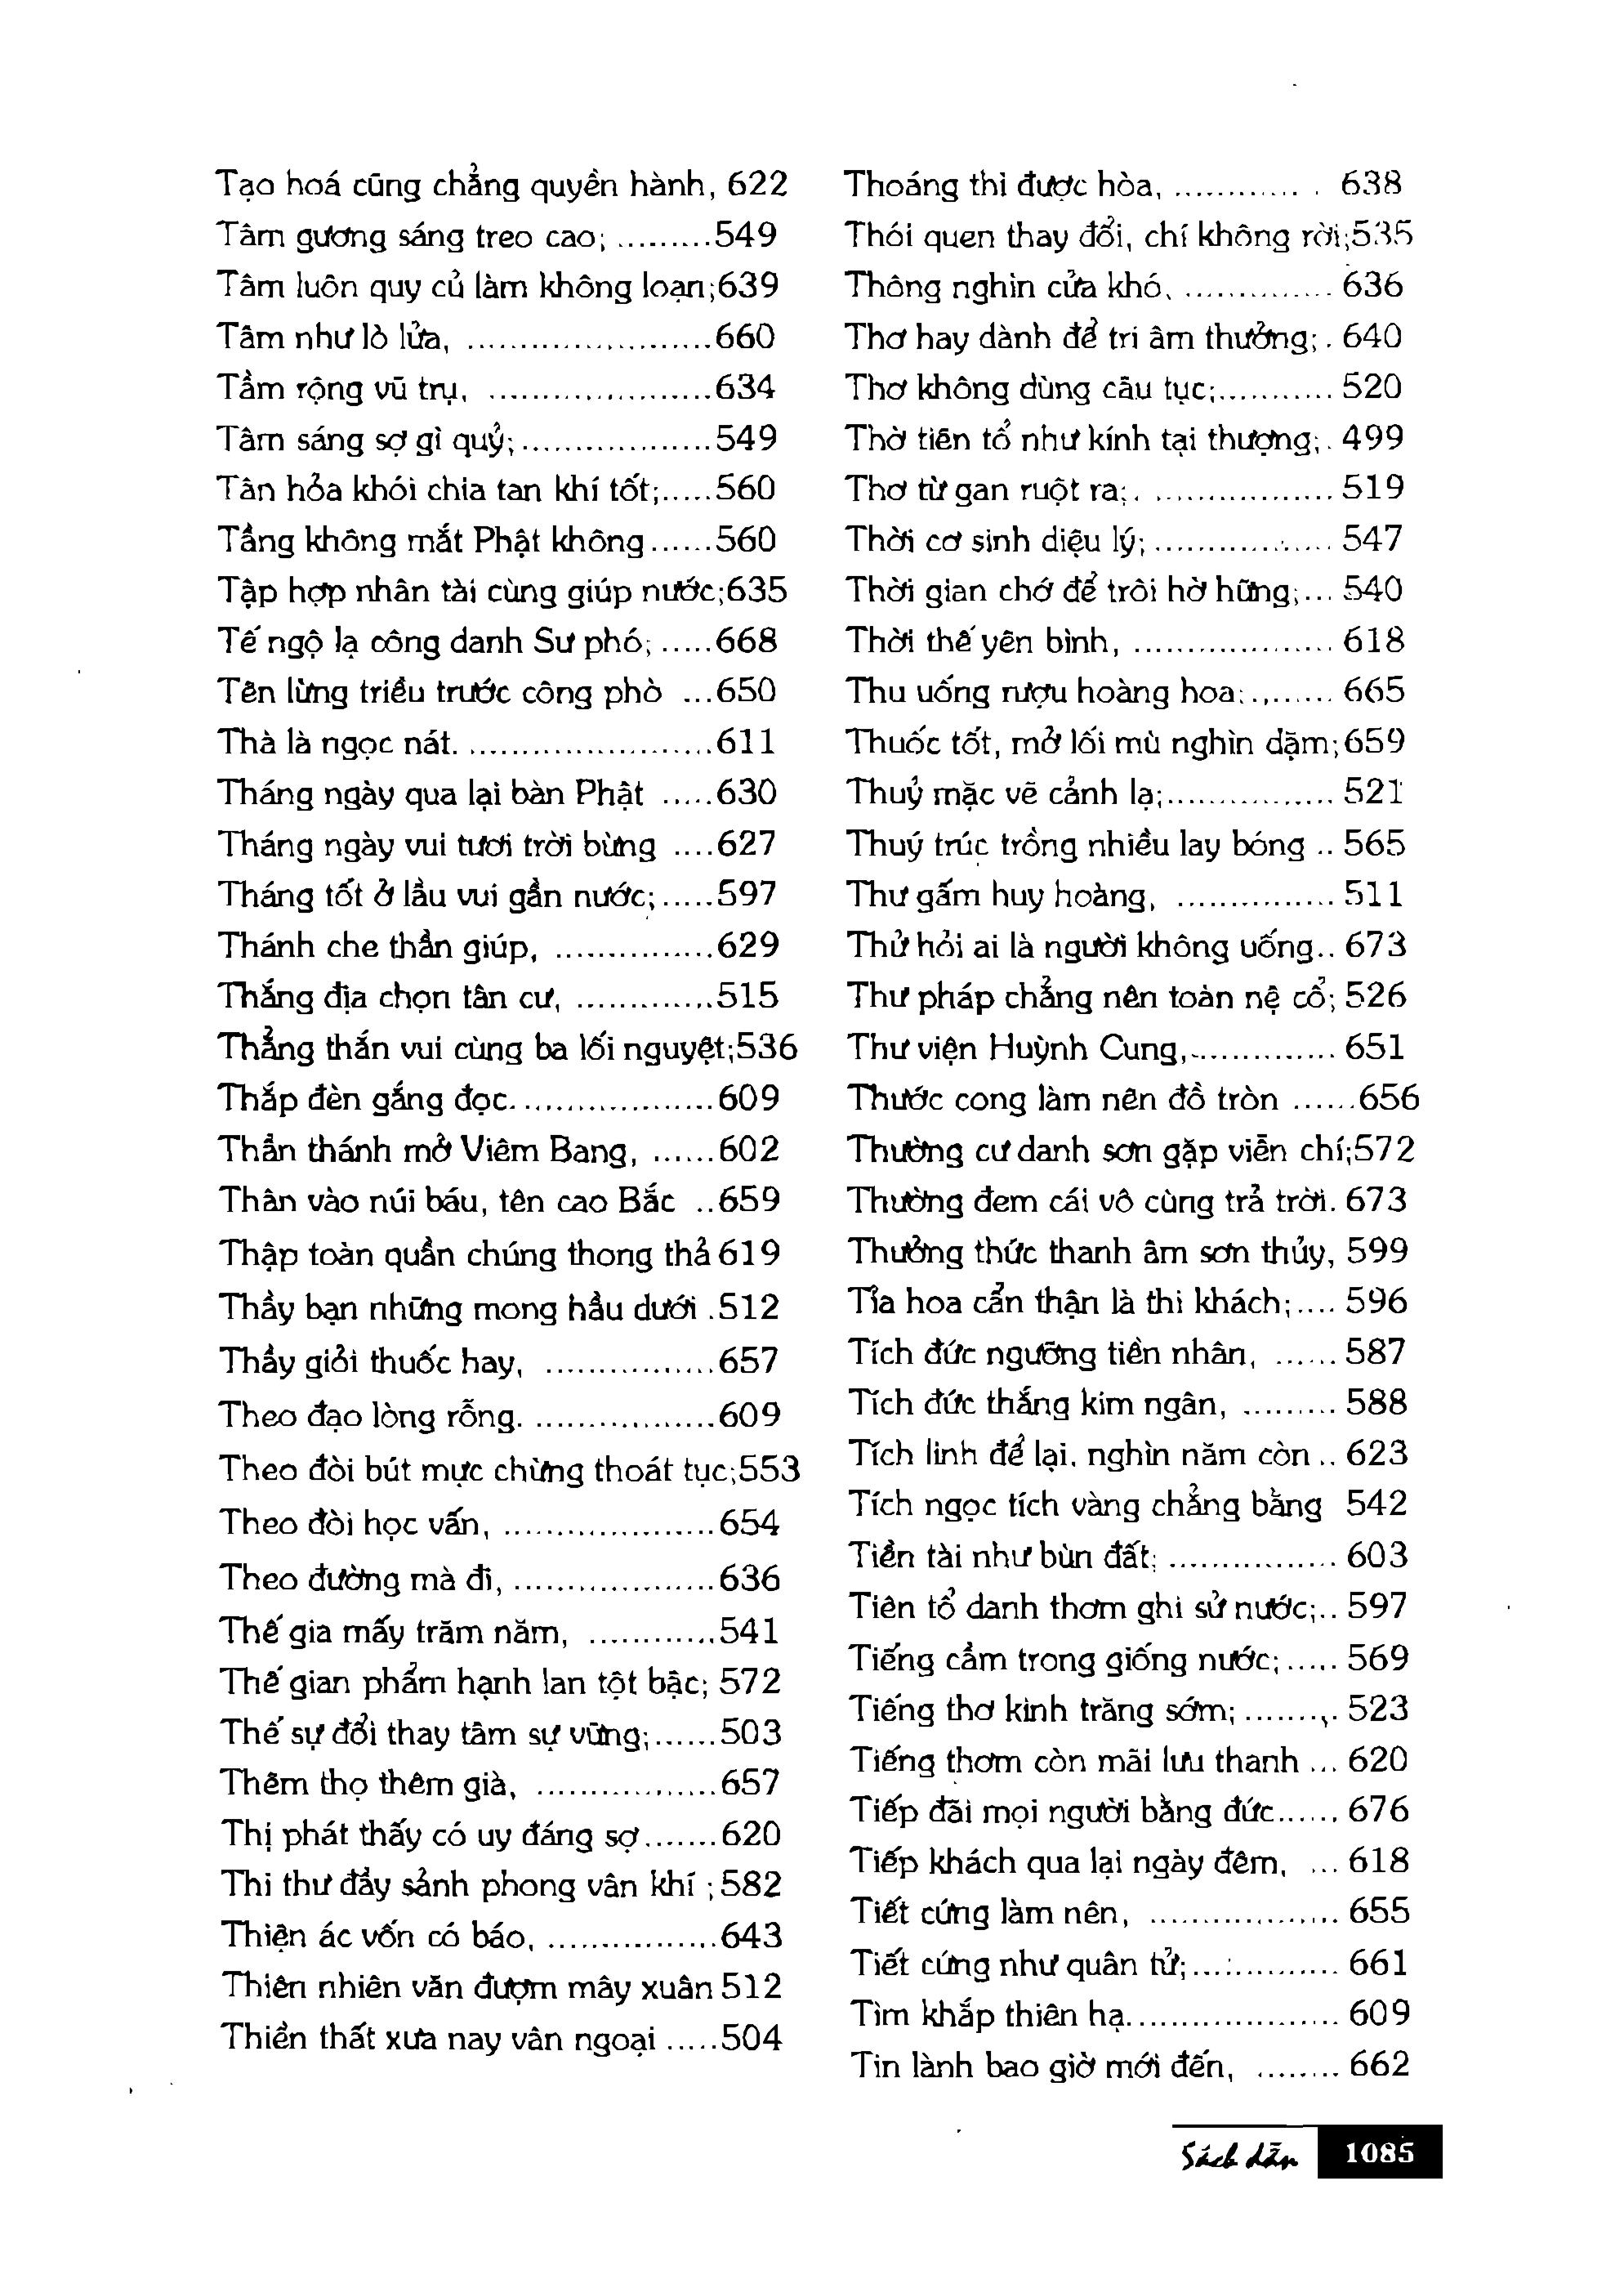 Tạo hoá cũng chẳng quyền hành, 622
Tâm gương sáng treo cao; .........549
Tâm luôn quy củ làm không loạn;639
Tâm như lò lửa, .......................660
Tầm rộng vũ trụ, .....................634
Tâm sáng sợ gì quỷ;..................549
Tân hỏa khói chia tan khí tốt;.....560
Tầng không mắt Phật không......560
Tập hợp nhân tài cùng giúp nước;635
Tế ngộ lạ công danh Sư phó; .....668
Tên lừng triều trước công phò ...650
Thà là ngọc nát. .......................611
Tháng ngày qua lại bàn Phật .....630
Tháng ngày vui tươi trời bừng ....627
Tháng tốt ở lầu vui gần nước;.....597
Thánh che thần giúp, ...............629
Thắng địa chọn tân cư, .............515
Thẳng thắn vui cùng ba lối nguyệt;536
Thắp đèn gắng đọc. ..................609
Thần thánh mở Viêm Bang, ......602
Thân vào núi báu, tên cao Bắc ..659
Thập toàn quần chúng thong thả 619
Thầy bạn những mong hầu dưới .512
Thầy giỏi thuốc hay, ................657
Theo đạo lòng rỗng. .................609
Theo đòi bút mực chừng thoát tục;553
Theo đòi học vấn, ....................654
Theo đường mà đi, ...................636
Thế gia mấy trăm năm, ............541
Thế gian phẩm hạnh lan tột bậc; 572
Thế sự đổi thay tâm sự vững;......503
Thêm thọ thêm già, .................657
Thị phát thấy có uy đáng sợ.......620
Thi thư đầy sảnh phong vân khí ;582
Thiện ác vốn có báo, ................643
Thiên nhiên văn đượm mây xuân 512
Thiền thất xưa nay vân ngoại .....504
Thoáng thì được hòa, ............. . 638
Thói quen thay đổi, chí không rời;535
Thông nghìn cửa khó, .............. 636
Thơ hay dành để tri âm thưởng; . 640
Thơ không dùng câu tục;........... 520
Thờ tiên tổ như kính tại thượng; . 499
Thơ từ gan ruột ra; . ................. 519
Thời cơ sinh diệu lý;................. 547
Thời gian chớ để trôi hờ hững;... 540
Thời thế yên bình, ................... 618
Thu uống rượu hoàng hoa; ........ 665
Thuốc tốt, mở lối mù nghìn dặm;659
Thuỷ mặc vẽ cảnh lạ;................ 521
Thuý trúc trồng nhiều lay bóng .. 565
Thư gấm huy hoàng, ............... 511
Thử hỏi ai là người không uống.. 673
Thư pháp chẳng nên toàn nệ cổ; 526
Thư viện Huỳnh Cung,.............. 651
Thước cong làm nên đồ tròn ......656
Thường cư danh sơn gặp viễn chí;572
Thường đem cái vô cùng trả trời. 673
Thưởng thức thanh âm sơn thủy, 599
Tỉa hoa cẩn thận là thi khách;.... 596
Tích đức ngưỡng tiền nhân, ...... 587
Tích đức thắng kim ngân, ......... 588
Tích linh để lại, nghìn năm còn .. 623
Tích ngọc tích vàng chẳng bằng 542
Tiền tài như bùn đất; ................ 603
Tiên tổ danh thơm ghi sử nước;.. 597
Tiếng cầm trong giống nước;..... 569
Tiếng thơ kinh trăng sớm; ......... 523
Tiếng thơm còn mãi lưu thanh ... 620
Tiếp đãi mọi người bằng đức...... 676
Tiếp khách qua lại ngày đêm, ... 618
Tiết cứng làm nên, .................. 655
Tiết cứng như quân tử;.............. 661
Tìm khắp thiên hạ.................... 609
Tin lành bao giờ mới đến, ........ 662
Sách dẫn 1085